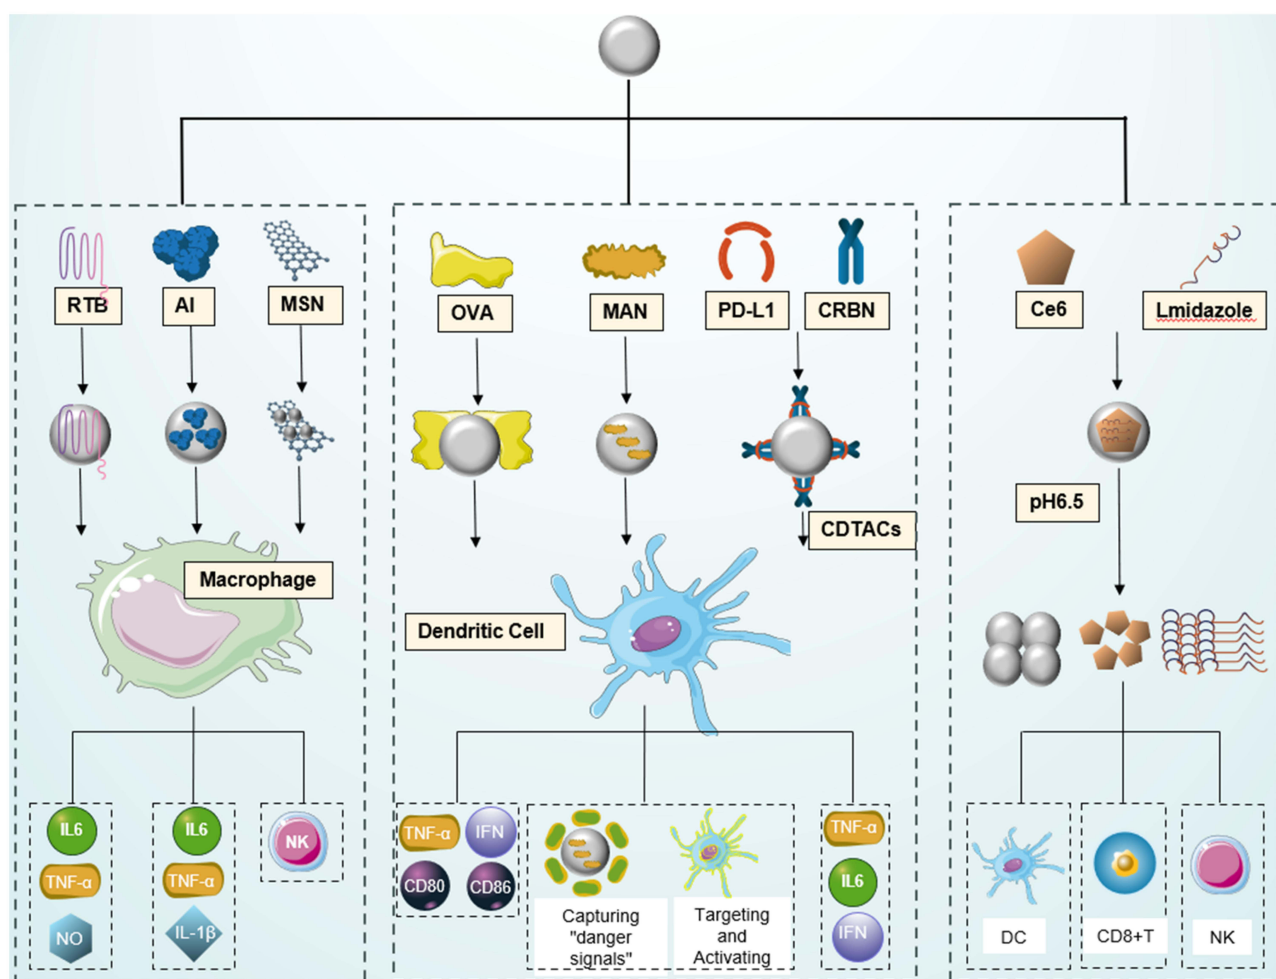 RTB
AI
MSN
OVA
MAN
PD-L1
CRBN
Ce6
Lmidazole
pH6.5
CDTACs
Macrophage
Dendritic Cell
IL6
TNF-α
NO
IL6
TNF-α
IL-1β
NK
TNF-α
IFN
CD80
CD86
Capturing
"danger
signals"
Targeting
and
Activating
TNF-α
IL6
IFN
DC
CD8+T
NK